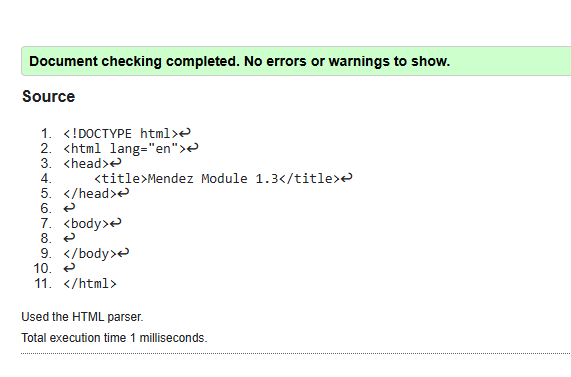 Document checking completed. No errors or warnings to show.
Source
1. <!DOCTYPE html>↩
2. <html lang="en">↩
3. <head>↩
4.     <title>Mendez Module 1.3</title>↩
5. </head>↩
6. ↩
7. <body>↩
8. ↩
9. </body>↩
10. ↩
11. </html>
Used the HTML parser.
Total execution time 1 milliseconds.